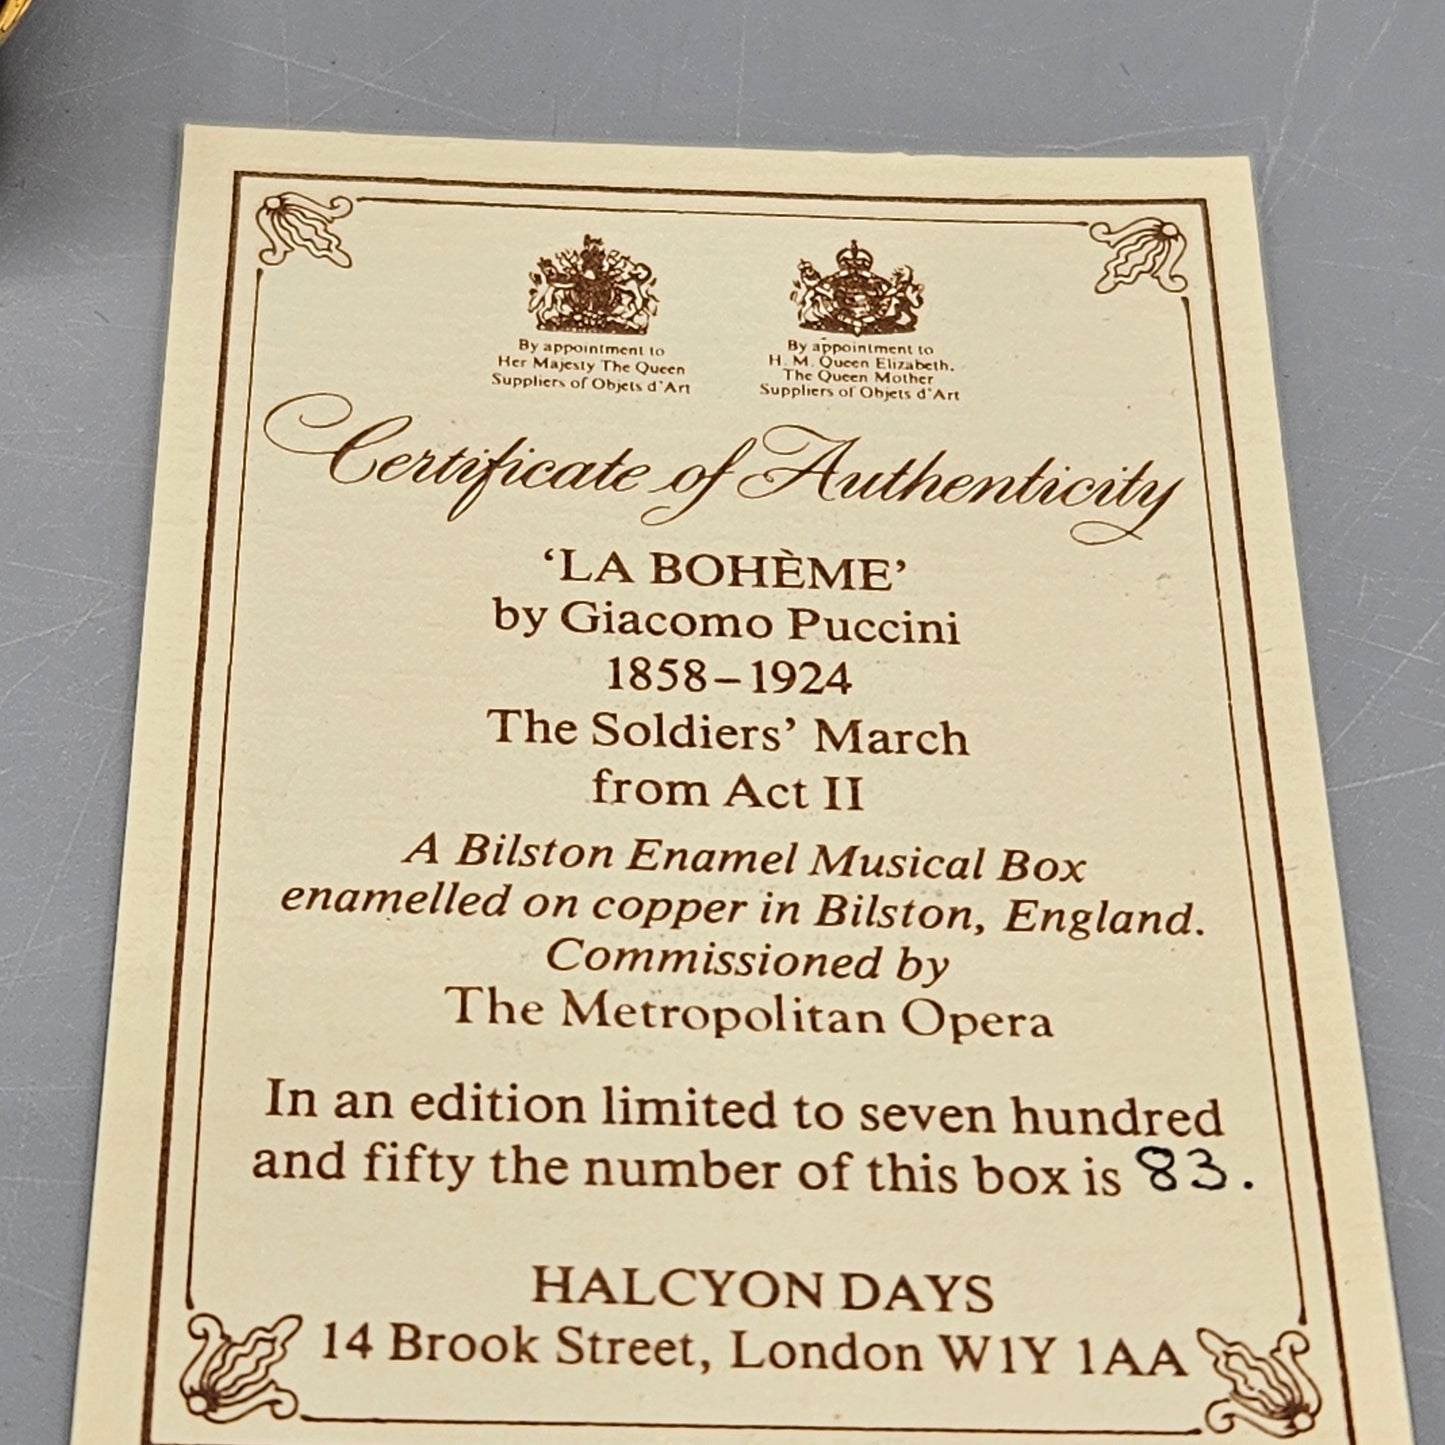 By appointment to
Her Majesty The Queen
Suppliers of Objets d'Art
By appointment to
H. M. Queen Elizabeth.
The Queen Mother
Suppliers of Objets d'Art
Certificate of Authenticity
‘LA BOHÈME’
by Giacomo Puccini
1858–1924
The Soldiers’ March
from Act II
A Bilston Enamel Musical Box
enamelled on copper in Bilston, England.
Commissioned by
The Metropolitan Opera
In an edition limited to seven hundred
and fifty the number of this box is 83.
HALCYON DAYS
14 Brook Street, London W1Y 1AA